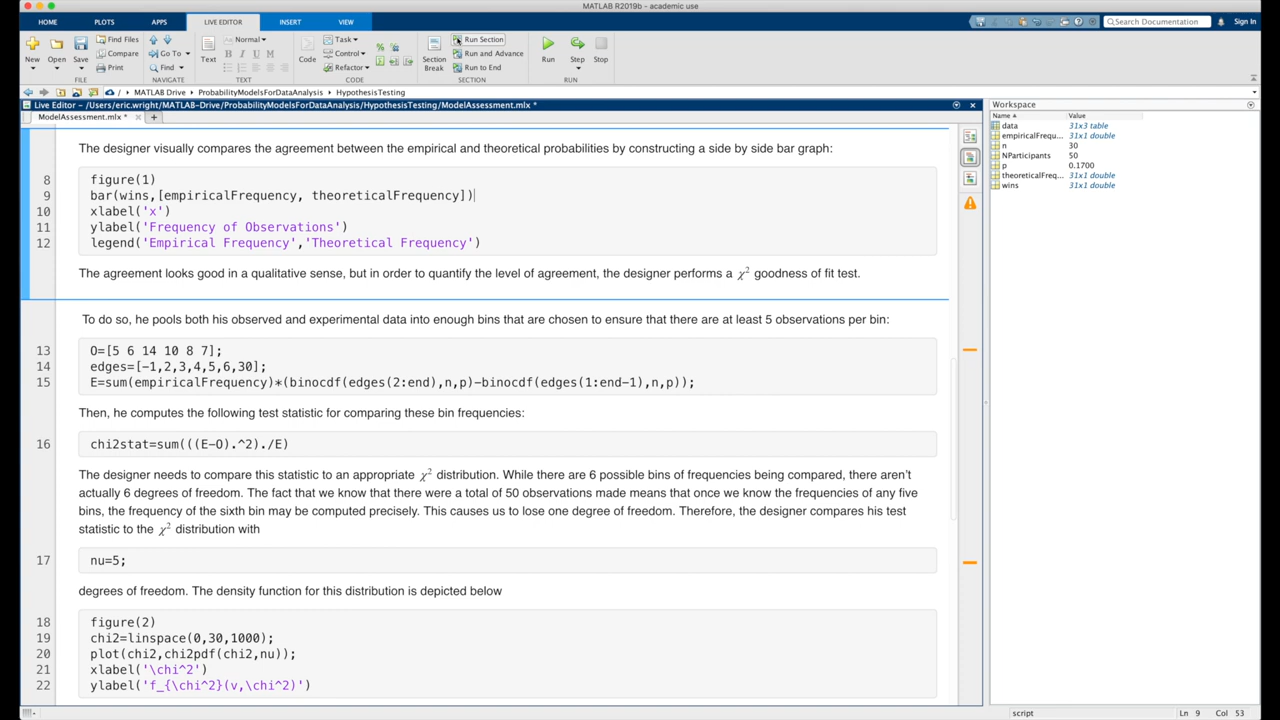 MATLAB R2019b - academic use
HOME PLOTS APPS LIVE EDITOR INSERT VIEW
Search Documentation Sign In
New Open Save
Find Files
Compare
Print
Go To
Find
Text
Normal
B I U M
Code
Task
Control
Refactor
Section Break
Run Section
Run and Advance
Run to End
Run Step Stop
FILE NAVIGATE TEXT CODE SECTION RUN
/ MATLAB Drive ProbabilityModelsForDataAnalysis HypothesisTesting
Live Editor - /Users/eric.wright/MATLAB-Drive/ProbabilityModelsForDataAnalysis/HypothesisTesting/ModelAssessment.mlx *
ModelAssessment.mlx * × +
The designer visually compares the agreement between the empirical and theoretical probabilities by constructing a side by side bar graph:
8 figure(1)
9 bar(wins,[empiricalFrequency, theoreticalFrequency])
10 xlabel('x')
11 ylabel('Frequency of Observations')
12 legend('Empirical Frequency','Theoretical Frequency')
The agreement looks good in a qualitative sense, but in order to quantify the level of agreement, the designer performs a χ² goodness of fit test.
To do so, he pools both his observed and experimental data into enough bins that are chosen to ensure that there are at least 5 observations per bin:
13 O=[5 6 14 10 8 7];
14 edges=[-1,2,3,4,5,6,30];
15 E=sum(empiricalFrequency)*(binocdf(edges(2:end),n,p)-binocdf(edges(1:end-1),n,p));
Then, he computes the following test statistic for comparing these bin frequencies:
16 chi2stat=sum(((E-O).^2)./E)
The designer needs to compare this statistic to an appropriate χ² distribution. While there are 6 possible bins of frequencies being compared, there aren't
actually 6 degrees of freedom. The fact that we know that there were a total of 50 observations made means that once we know the frequencies of any five
bins, the frequency of the sixth bin may be computed precisely. This causes us to lose one degree of freedom. Therefore, the designer compares his test
statistic to the χ² distribution with
17 nu=5;
degrees of freedom. The density function for this distribution is depicted below
18 figure(2)
19 chi2=linspace(0,30,1000);
20 plot(chi2,chi2pdf(chi2,nu));
21 xlabel('\chi^2')
22 ylabel('f_{\chi^2}(v,\chi^2)')
Workspace
Name Value
data 31x3 table
empiricalFrequ... 31x1 double
n 30
NParticipants 50
p 0.1700
theoreticalFreq... 31x1 double
wins 31x1 double
script Ln 9 Col 53